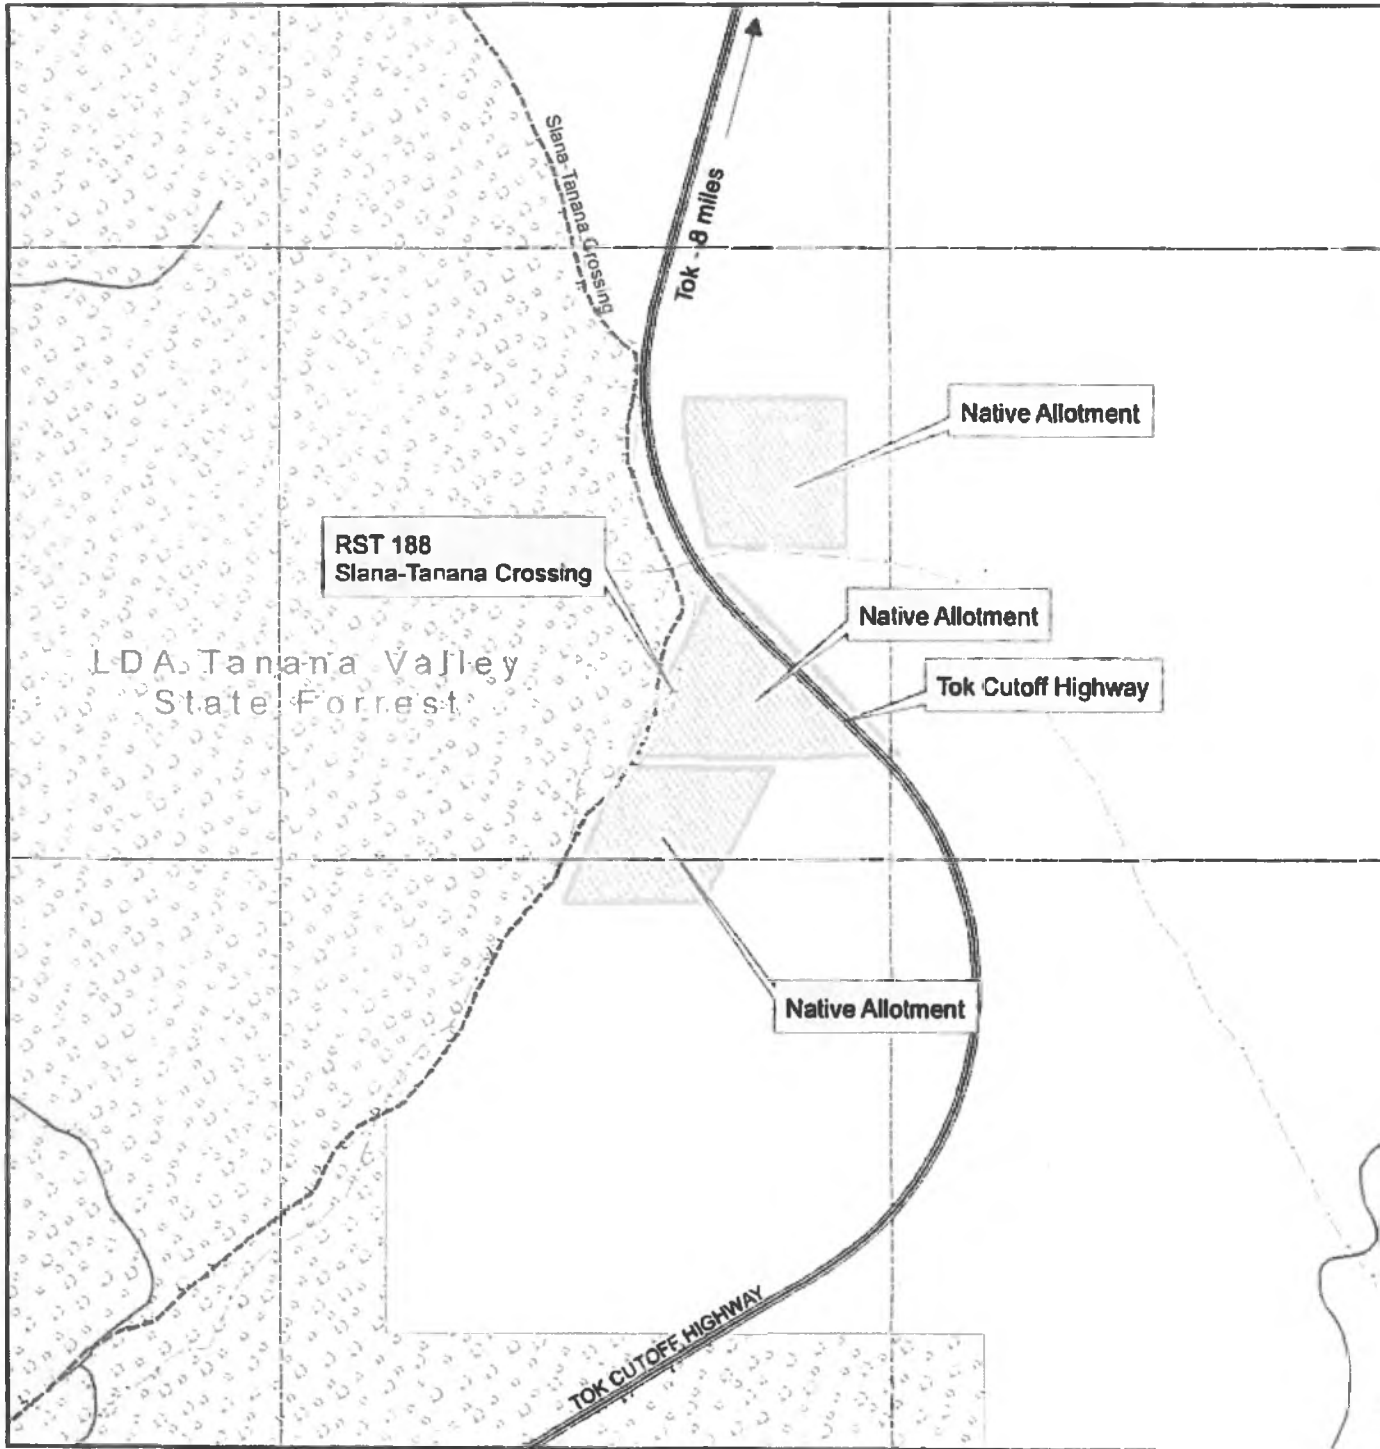 Slana-Tanana Crossing
Tok - 8 miles
Native Allotment
RST 188
Slana-Tanana Crossing
Native Allotment
LDA Tanana Valley
State Forrest
Tok Cutoff Highway
Native Allotment
TOK CUTOFF HIGHWAY